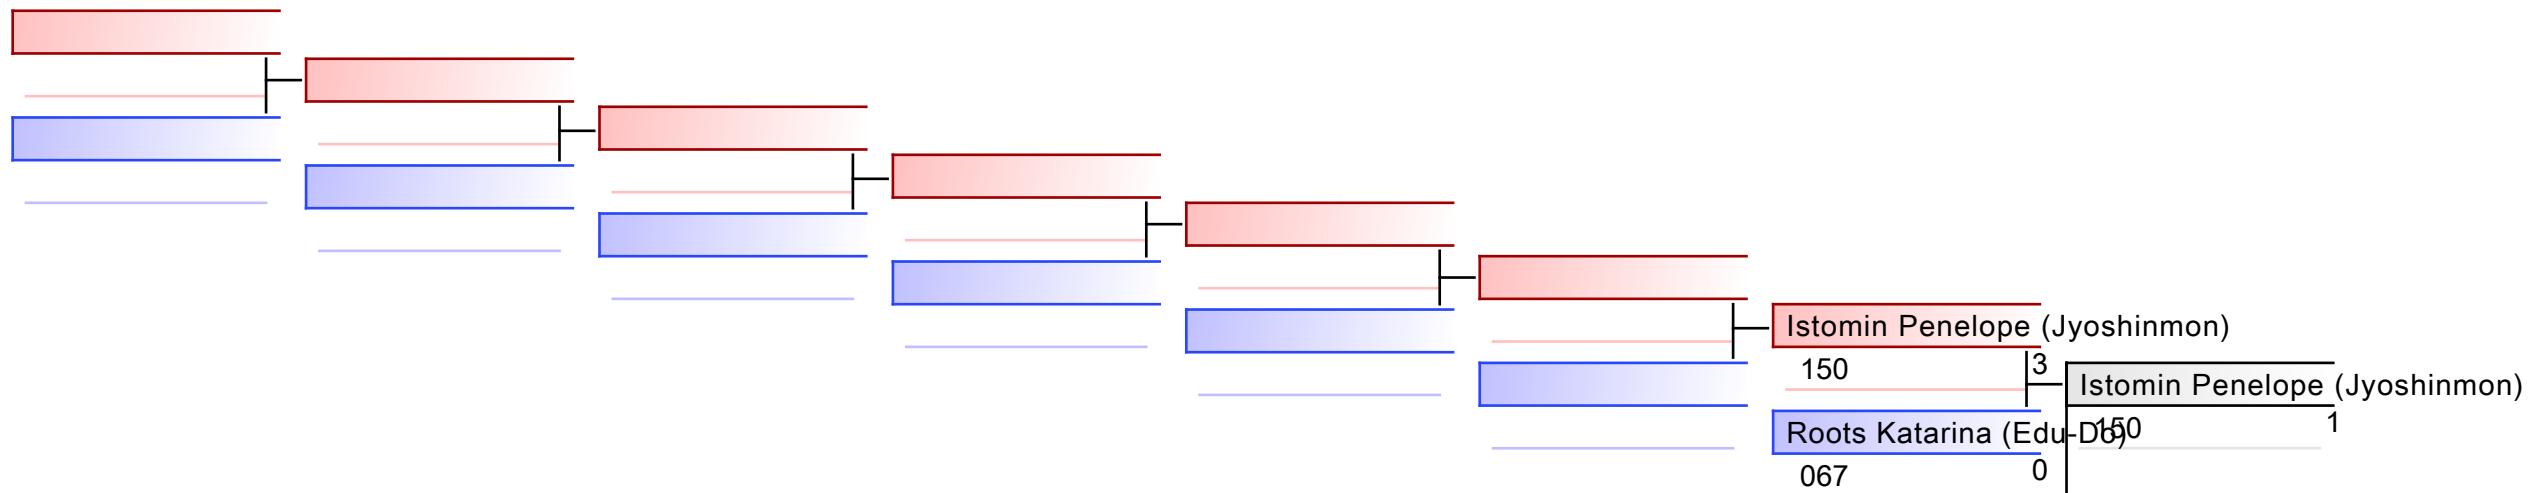 Istomin Penelope (Jyoshinmon)
150 3
Istomin Penelope (Jyoshinmon)
150 1
Roots Katarina (Edu-Do)
067 0